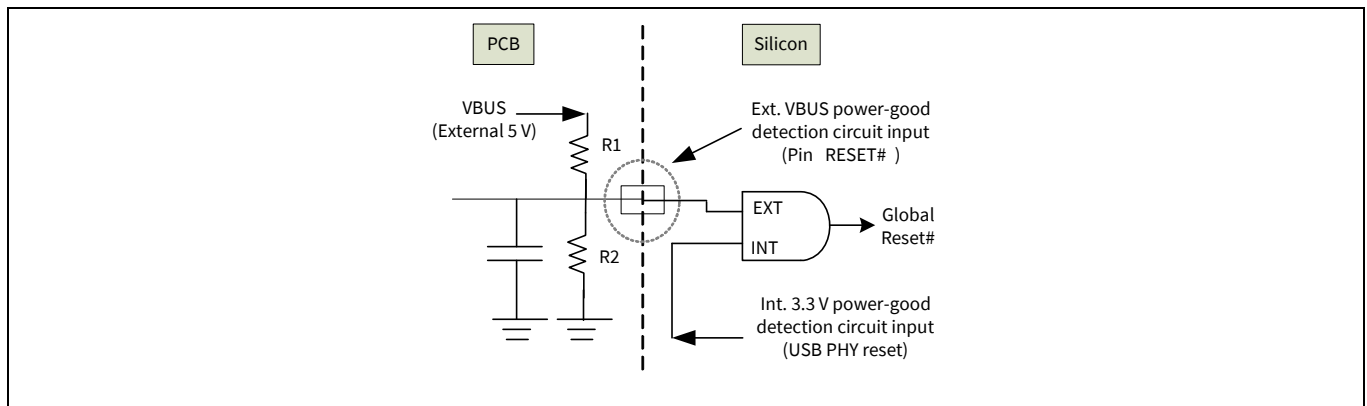 PCB
Silicon
VBUS
(External 5 V)
R1
Ext. VBUS power-good
detection circuit input
(Pin RESET# )
EXT
Global
Reset#
INT
R2
Int. 3.3 V power-good
detection circuit input
(USB PHY reset)